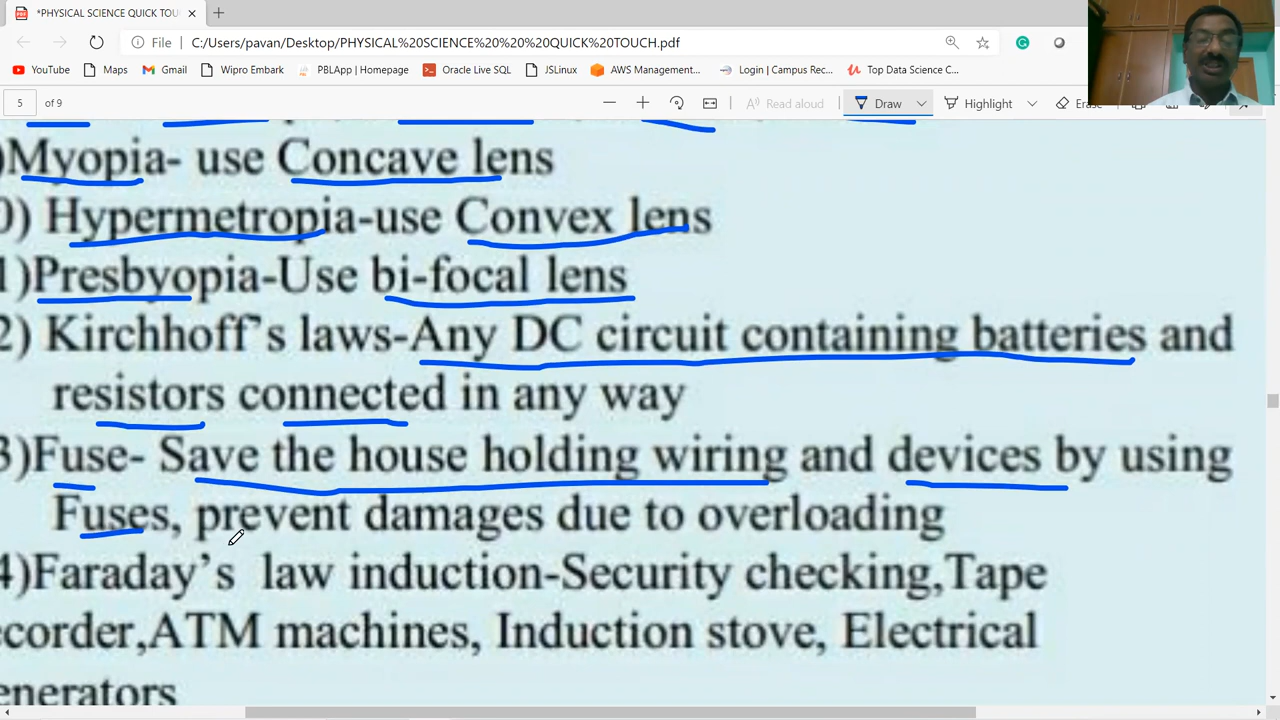 *PHYSICAL SCIENCE QUICK TOU
File C:/Users/pavan/Desktop/PHYSICAL%20SCIENCE%20%20%20QUICK%20TOUCH.pdf
YouTube Maps Gmail Wipro Embark PBLApp | Homepage Oracle Live SQL JSLinux AWS Management... Login | Campus Rec... Top Data Science C...
5 of 9 Read aloud Draw Highlight Erase
)Myopia- use Concave lens
0) Hypermetropia-use Convex lens
1)Presbyopia-Use bi-focal lens
2) Kirchhoff's laws-Any DC circuit containing batteries and
resistors connected in any way
3)Fuse- Save the house holding wiring and devices by using
Fuses, prevent damages due to overloading
4)Faraday's law induction-Security checking,Tape
ecorder,ATM machines, Induction stove, Electrical
enerators